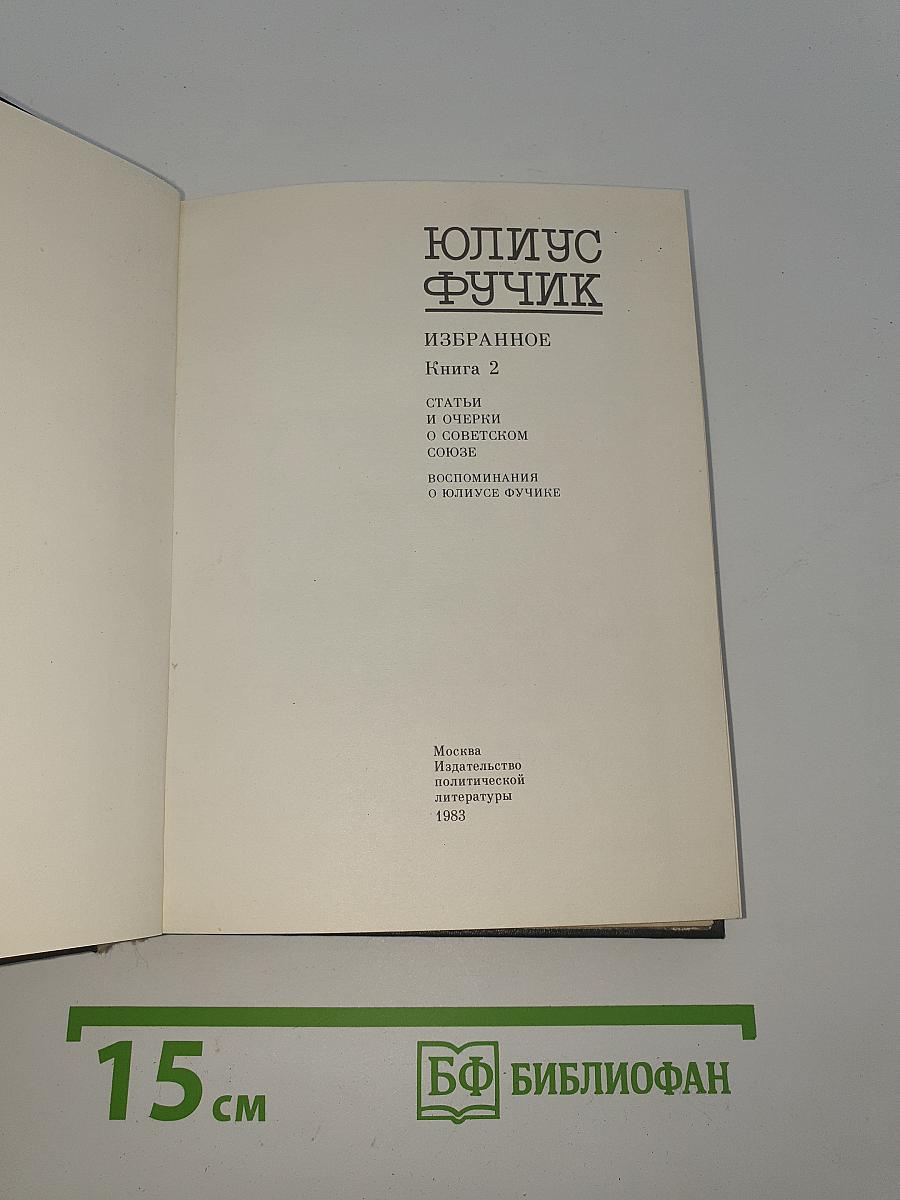 ЮЛИУС
ФУЧИК
ИЗБРАННОЕ
Книга 2
СТАТЬИ
И ОЧЕРКИ
О СОВЕТСКОМ
СОЮЗЕ
ВОСПОМИНАНИЯ
О ЮЛИУСЕ ФУЧИКЕ
Москва
Издательство
политической
литературы
1983
15 см
БФ БИБЛИОФАН